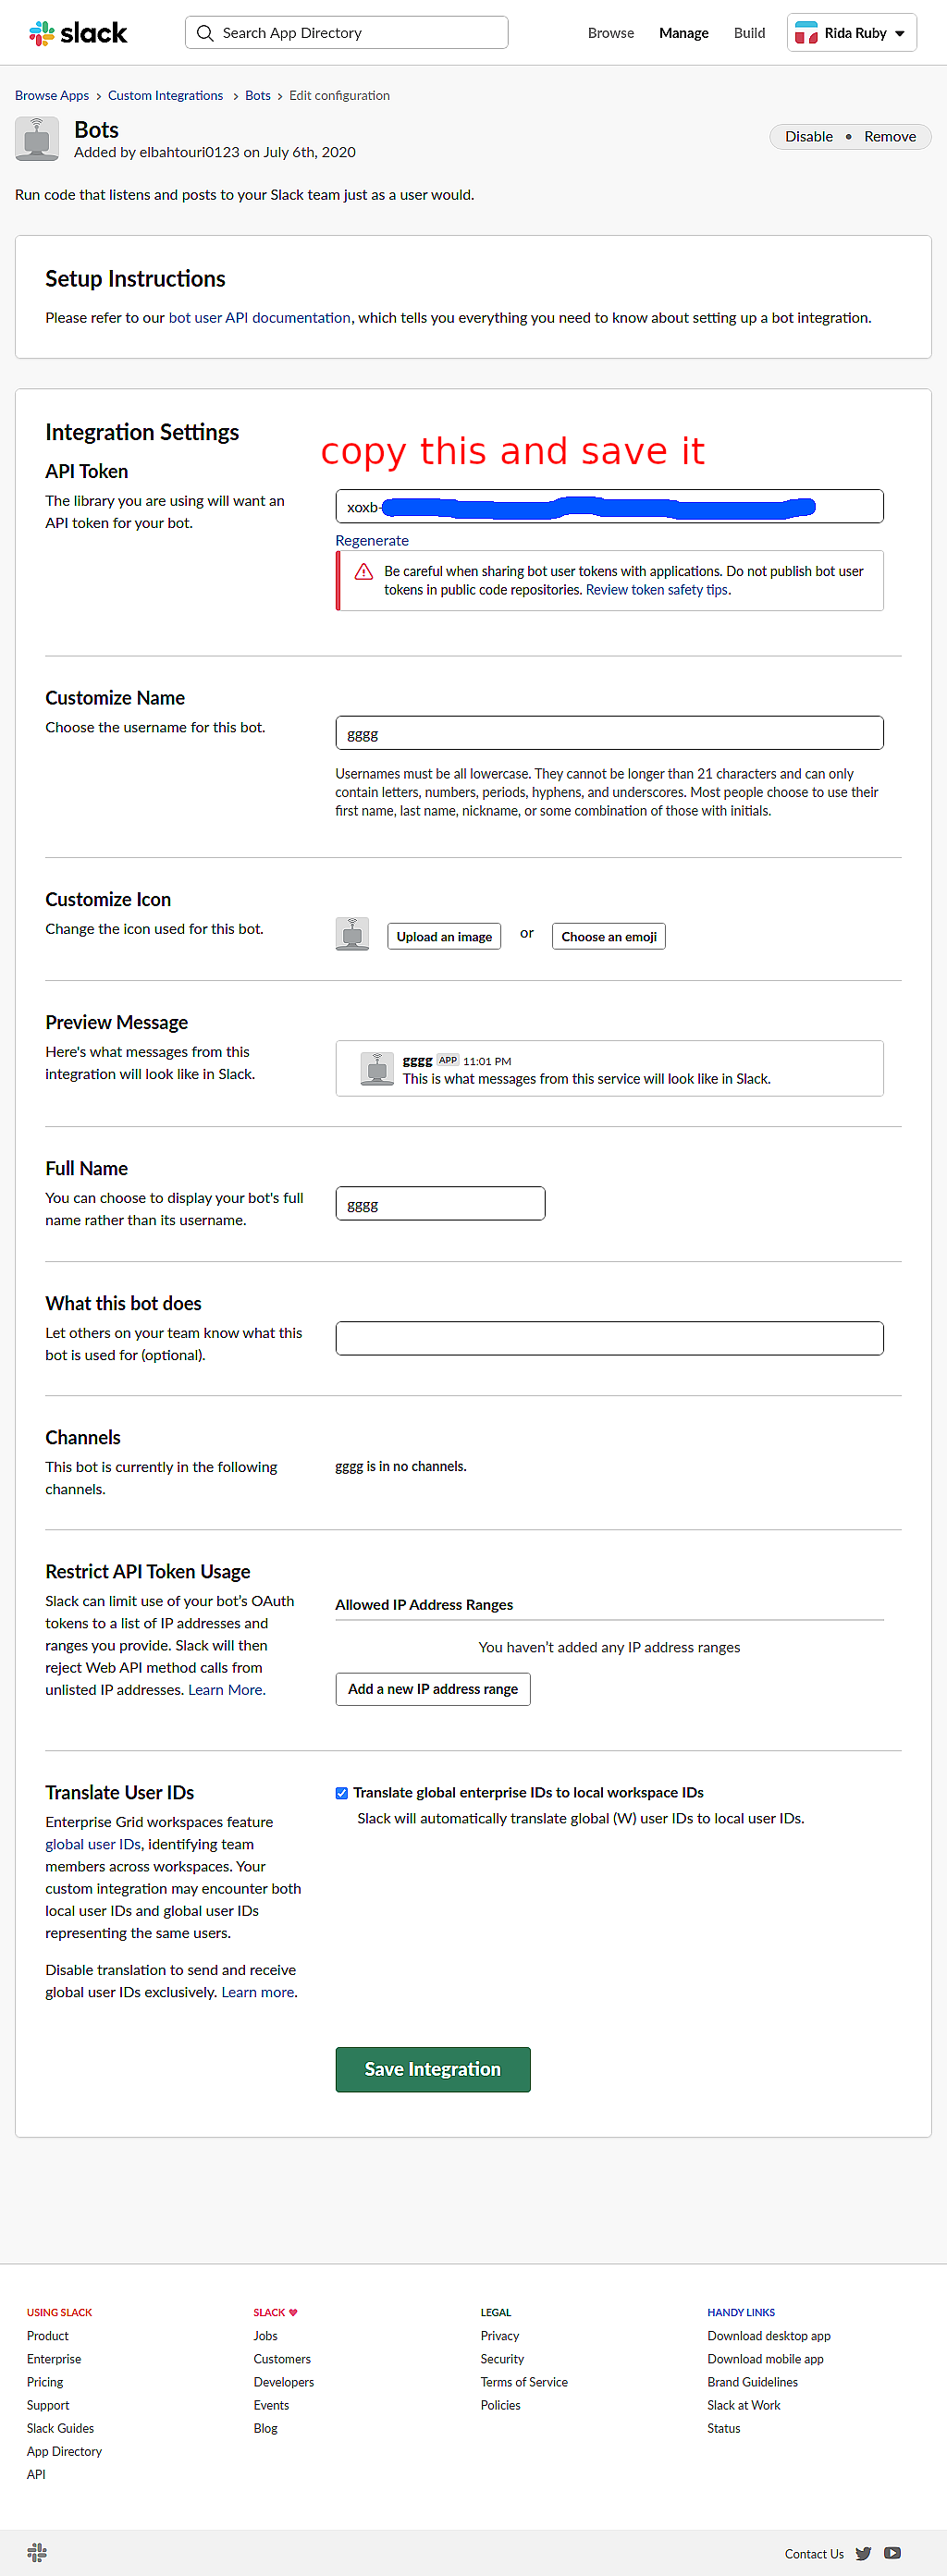 slack
Search App Directory
Browse Manage Build Rida Ruby
Browse Apps › Custom Integrations › Bots › Edit configuration
Bots
Added by elbahtouri0123 on July 6th, 2020
Disable • Remove
Run code that listens and posts to your Slack team just as a user would.
Setup Instructions
Please refer to our bot user API documentation, which tells you everything you need to know about setting up a bot integration.
Integration Settings
copy this and save it
API Token
The library you are using will want an
API token for your bot.
xoxb-
Regenerate
Be careful when sharing bot user tokens with applications. Do not publish bot user
tokens in public code repositories. Review token safety tips.
Customize Name
Choose the username for this bot.
gggg
Usernames must be all lowercase. They cannot be longer than 21 characters and can only
contain letters, numbers, periods, hyphens, and underscores. Most people choose to use their
first name, last name, nickname, or some combination of those with initials.
Customize Icon
Change the icon used for this bot.
Upload an image or Choose an emoji
Preview Message
Here's what messages from this
integration will look like in Slack.
gggg APP 11:01 PM
This is what messages from this service will look like in Slack.
Full Name
You can choose to display your bot's full
name rather than its username.
gggg
What this bot does
Let others on your team know what this
bot is used for (optional).
Channels
This bot is currently in the following
channels.
gggg is in no channels.
Restrict API Token Usage
Slack can limit use of your bot's OAuth
tokens to a list of IP addresses and
ranges you provide. Slack will then
reject Web API method calls from
unlisted IP addresses. Learn More.
Allowed IP Address Ranges
You haven't added any IP address ranges
Add a new IP address range
Translate User IDs
Enterprise Grid workspaces feature
global user IDs, identifying team
members across workspaces. Your
custom integration may encounter both
local user IDs and global user IDs
representing the same users.
Disable translation to send and receive
global user IDs exclusively. Learn more.
Translate global enterprise IDs to local workspace IDs
Slack will automatically translate global (W) user IDs to local user IDs.
Save Integration
USING SLACK
Product
Enterprise
Pricing
Support
Slack Guides
App Directory
API
SLACK
Jobs
Customers
Developers
Events
Blog
LEGAL
Privacy
Security
Terms of Service
Policies
HANDY LINKS
Download desktop app
Download mobile app
Brand Guidelines
Slack at Work
Status
Contact Us